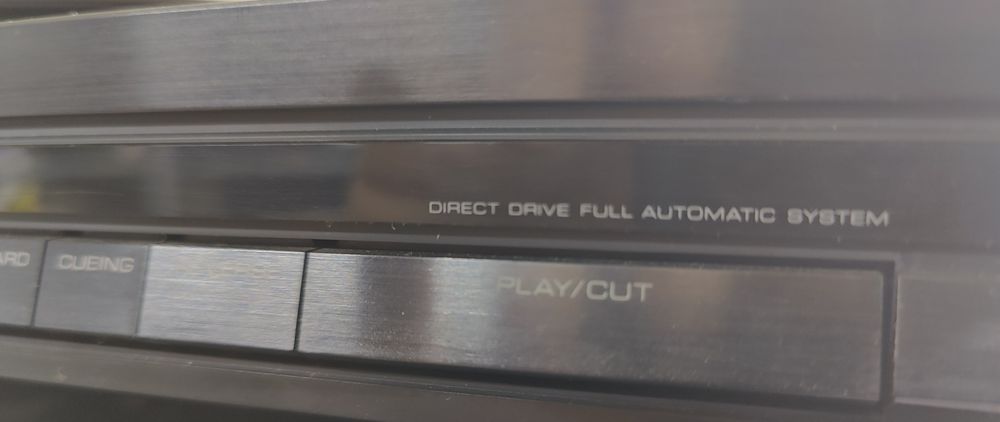 DIRECT DRIVE FULL AUTOMATIC SYSTEM
ARD CUEING PLAY/CUT